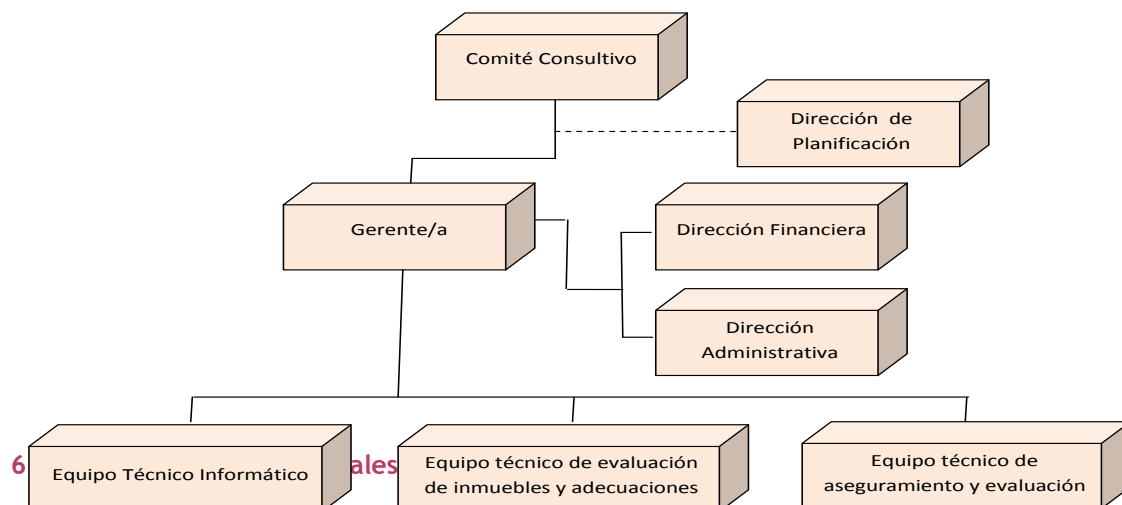 Comité Consultivo
Dirección de
Planificación
Gerente/a
Dirección Financiera
Dirección
Administrativa
6
ales
Equipo Técnico Informático
Equipo técnico de evaluación
de inmuebles y adecuaciones
Equipo técnico de
aseguramiento y evaluación